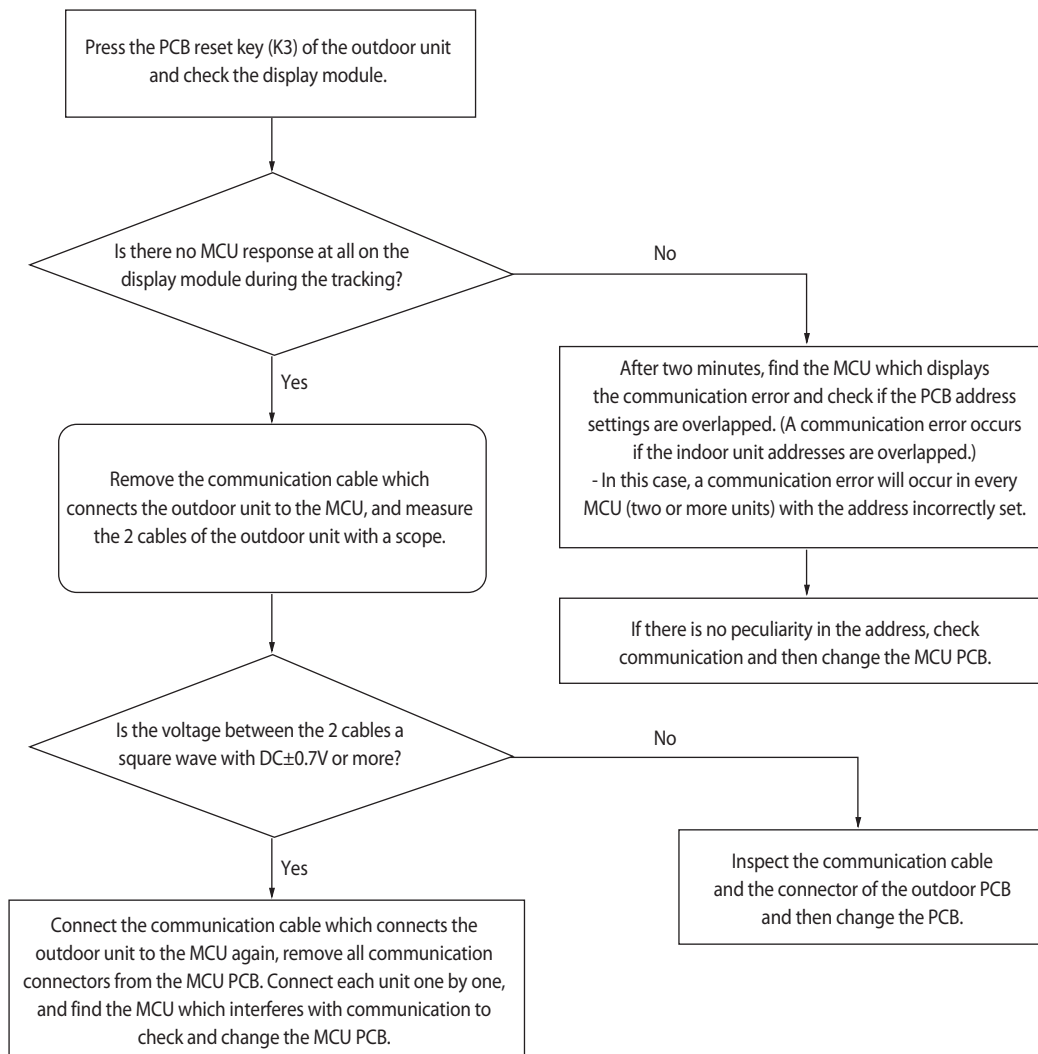 Press the PCB reset key (K3) of the outdoor unit
and check the display module.
Is there no MCU response at all on the
display module during the tracking?
No
Yes
After two minutes, find the MCU which displays
the communication error and check if the PCB address
settings are overlapped. (A communication error occurs
if the indoor unit addresses are overlapped.)
- In this case, a communication error will occur in every
MCU (two or more units) with the address incorrectly set.
Remove the communication cable which
connects the outdoor unit to the MCU, and measure
the 2 cables of the outdoor unit with a scope.
If there is no peculiarity in the address, check
communication and then change the MCU PCB.
Is the voltage between the 2 cables a
square wave with DC±0.7V or more?
No
Yes
Inspect the communication cable
and the connector of the outdoor PCB
and then change the PCB.
Connect the communication cable which connects the
outdoor unit to the MCU again, remove all communication
connectors from the MCU PCB. Connect each unit one by one,
and find the MCU which interferes with communication to
check and change the MCU PCB.